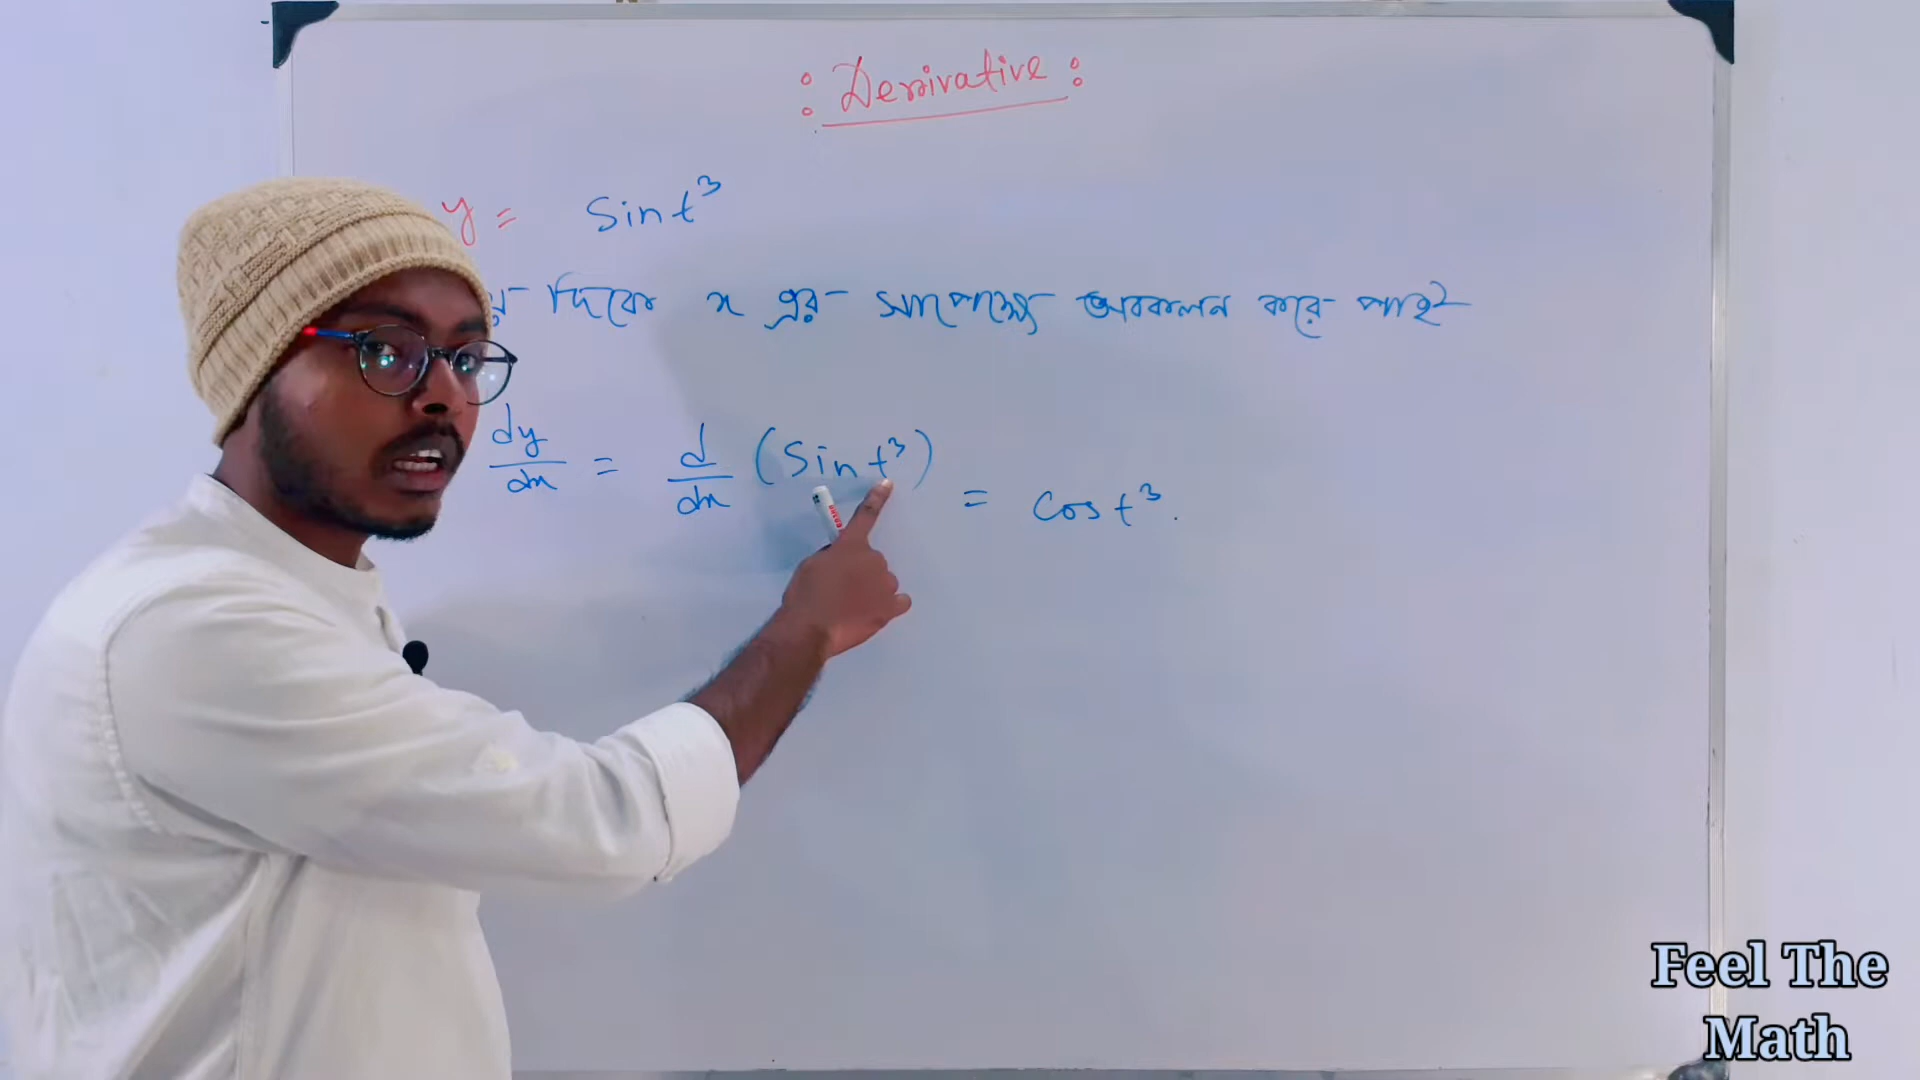 : Derivative :
y = Sin t³
দিকে x এর সাপেক্ষে অবকলন করে পাই
dy/dx = d/dx (Sin t³) = Cos t³.
Feel The
Math